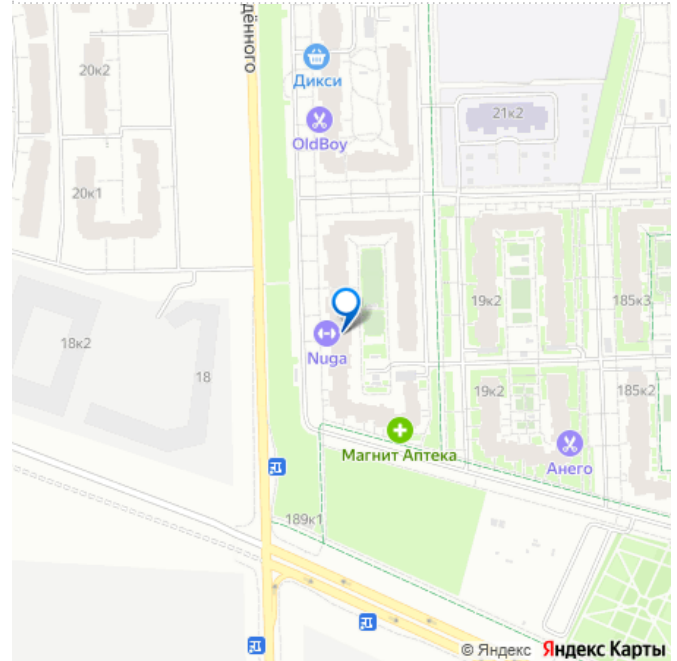 дённого
20к2
Дикси
21к2
OldBoy
20к1
19к2
185к3
18к2
Nuga
18
19к2
185к2
Магнит Аптека
Анего
189к1
© Яндекс Яндекс Карты